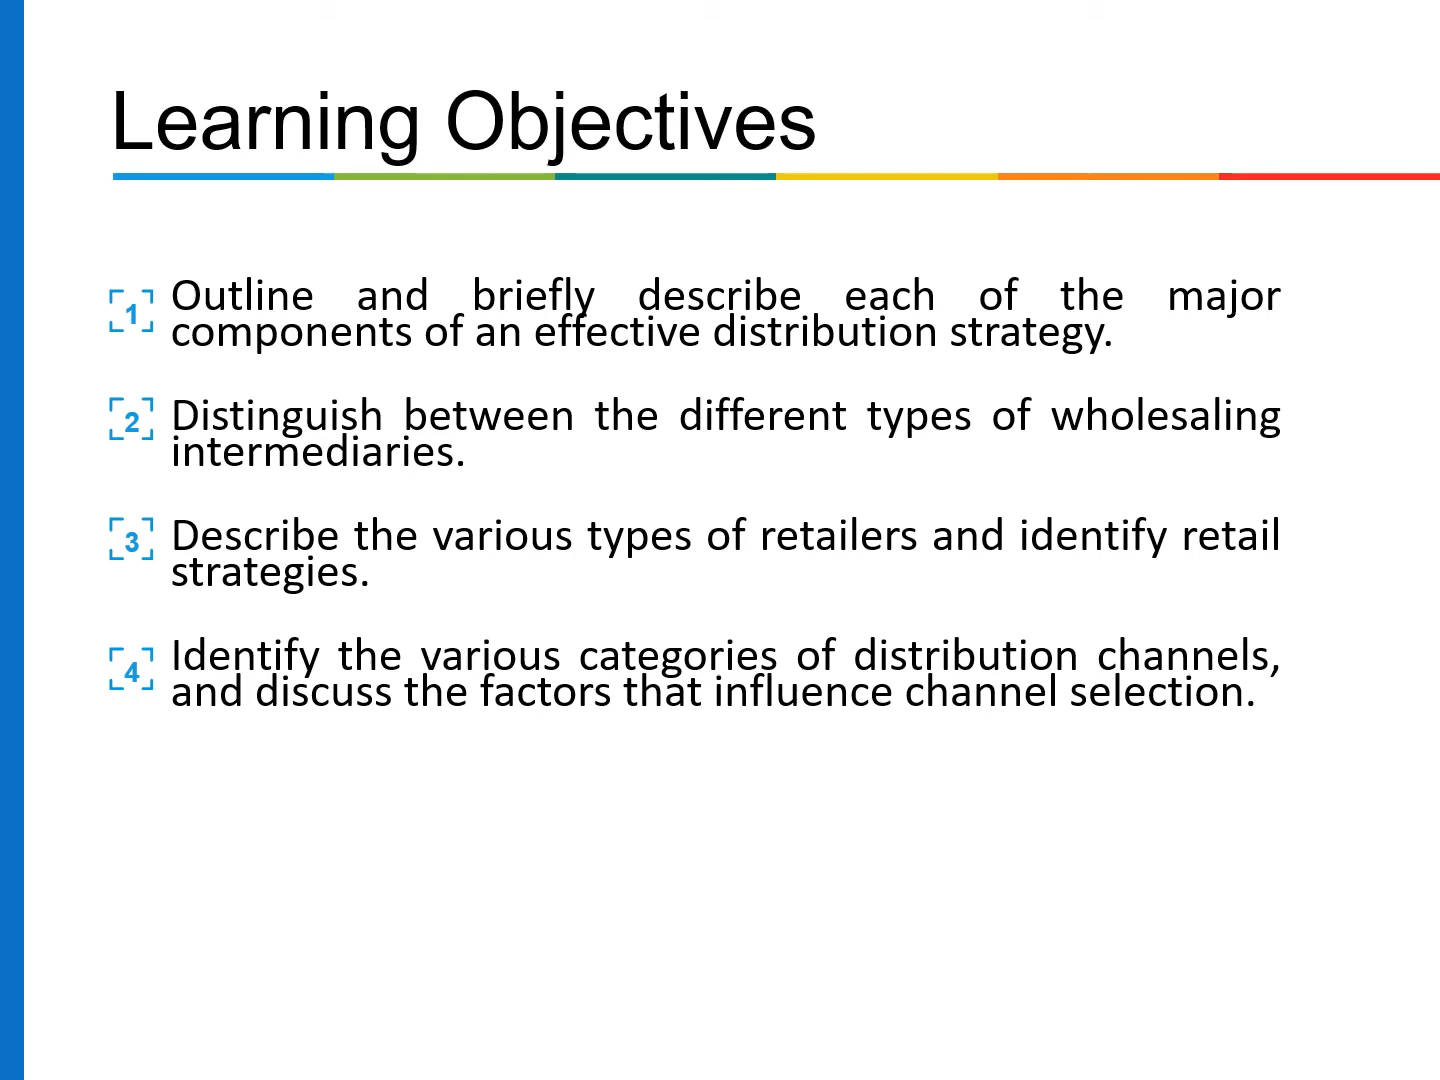 Learning Objectives
1 Outline and briefly describe each of the major
components of an effective distribution strategy.
2 Distinguish between the different types of wholesaling
intermediaries.
3 Describe the various types of retailers and identify retail
strategies.
4 Identify the various categories of distribution channels,
and discuss the factors that influence channel selection.